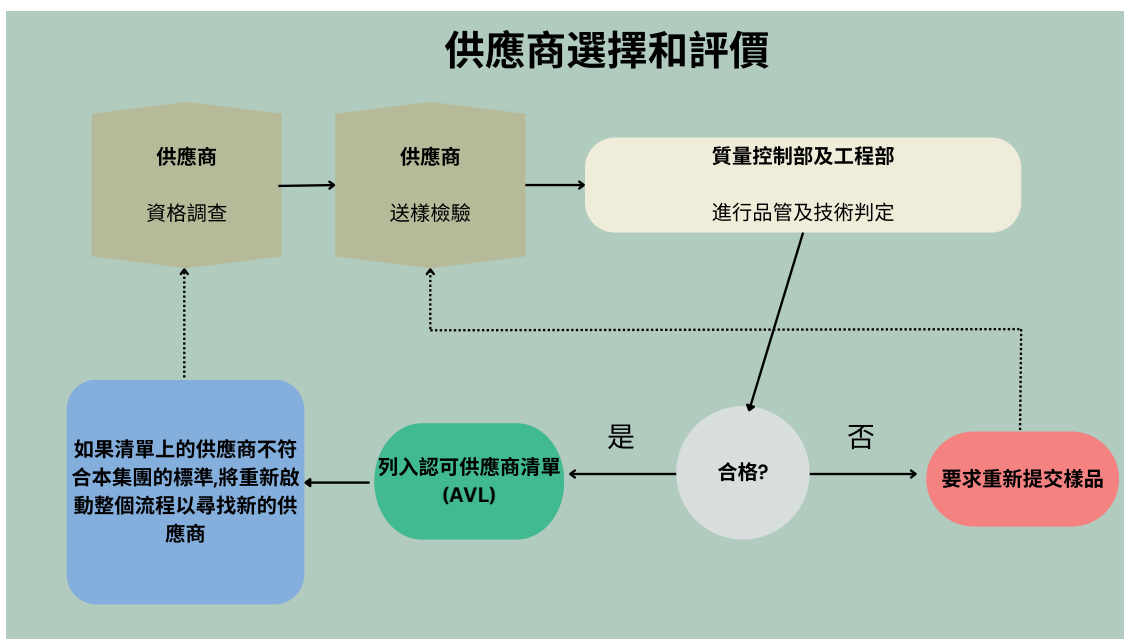 供應商選擇和評價
供應商
資格調查
供應商
送樣檢驗
質量控制部及工程部
進行品管及技術判定
如果清單上的供應商不符
合本集團的標準,將重新啟
動整個流程以尋找新的供
應商
列入認可供應商清單
(AVL)
是
合格?
否
要求重新提交樣品